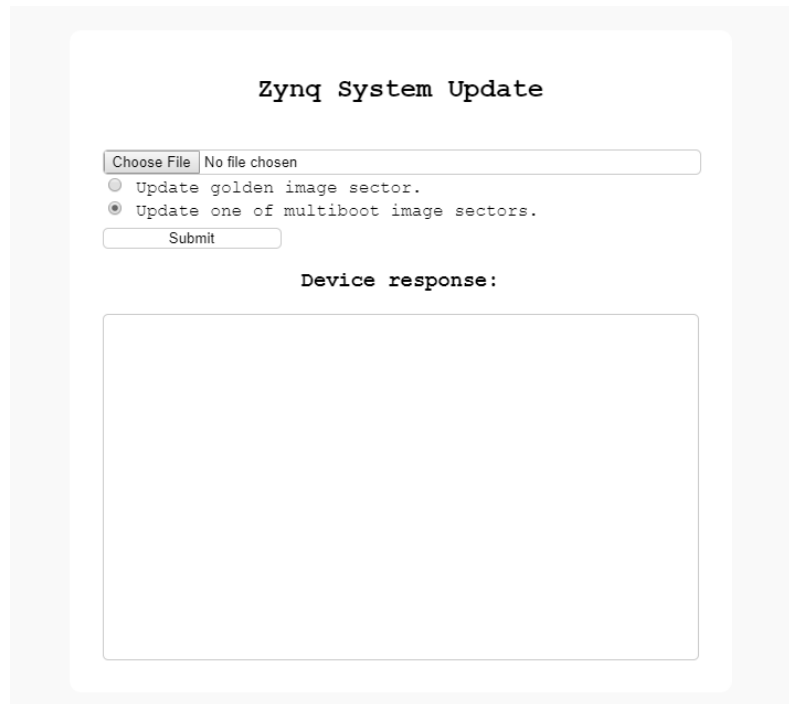 Zynq System Update
Choose File No file chosen
Update golden image sector.
Update one of multiboot image sectors.
Submit
Device response: